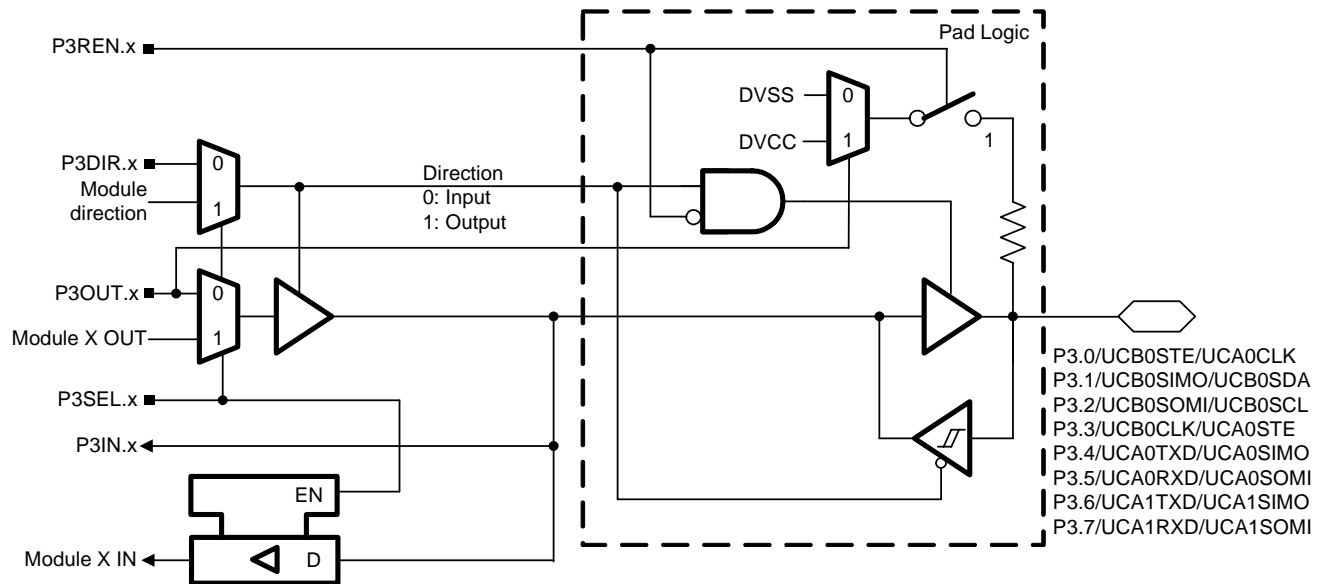 Pad Logic
P3REN.x
DVSS
0
DVCC
1
1
P3DIR.x
0
Module
direction
1
Direction
0: Input
1: Output
P3OUT.x
0
Module X OUT
1
P3SEL.x
P3IN.x
EN
Module X IN
D
P3.0/UCB0STE/UCA0CLK
P3.1/UCB0SIMO/UCB0SDA
P3.2/UCB0SOMI/UCB0SCL
P3.3/UCB0CLK/UCA0STE
P3.4/UCA0TXD/UCA0SIMO
P3.5/UCA0RXD/UCA0SOMI
P3.6/UCA1TXD/UCA1SIMO
P3.7/UCA1RXD/UCA1SOMI